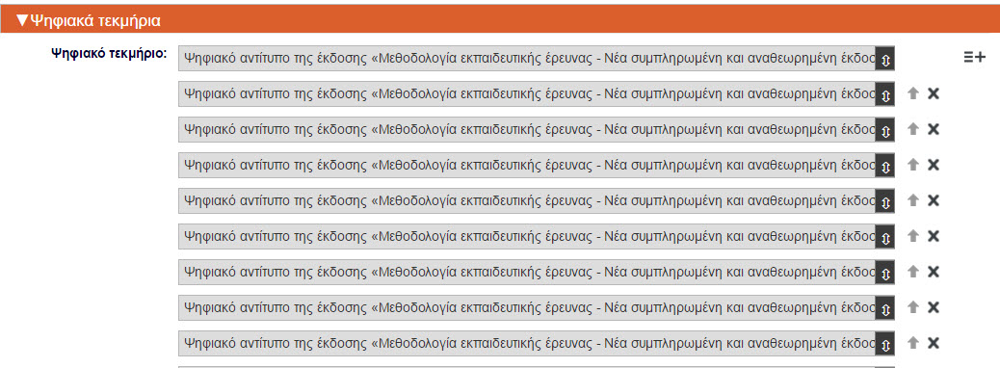 ▼Ψηφιακά τεκμήρια
Ψηφιακό τεκμήριο: Ψηφιακό αντίτυπο της έκδοσης «Μεθοδολογία εκπαιδευτικής έρευνας - Νέα συμπληρωμένη και αναθεωρημένη έκδοσ
Ψηφιακό αντίτυπο της έκδοσης «Μεθοδολογία εκπαιδευτικής έρευνας - Νέα συμπληρωμένη και αναθεωρημένη έκδοσ
Ψηφιακό αντίτυπο της έκδοσης «Μεθοδολογία εκπαιδευτικής έρευνας - Νέα συμπληρωμένη και αναθεωρημένη έκδοσ
Ψηφιακό αντίτυπο της έκδοσης «Μεθοδολογία εκπαιδευτικής έρευνας - Νέα συμπληρωμένη και αναθεωρημένη έκδοσ
Ψηφιακό αντίτυπο της έκδοσης «Μεθοδολογία εκπαιδευτικής έρευνας - Νέα συμπληρωμένη και αναθεωρημένη έκδοσ
Ψηφιακό αντίτυπο της έκδοσης «Μεθοδολογία εκπαιδευτικής έρευνας - Νέα συμπληρωμένη και αναθεωρημένη έκδοσ
Ψηφιακό αντίτυπο της έκδοσης «Μεθοδολογία εκπαιδευτικής έρευνας - Νέα συμπληρωμένη και αναθεωρημένη έκδοσ
Ψηφιακό αντίτυπο της έκδοσης «Μεθοδολογία εκπαιδευτικής έρευνας - Νέα συμπληρωμένη και αναθεωρημένη έκδοσ
Ψηφιακό αντίτυπο της έκδοσης «Μεθοδολογία εκπαιδευτικής έρευνας - Νέα συμπληρωμένη και αναθεωρημένη έκδοσ